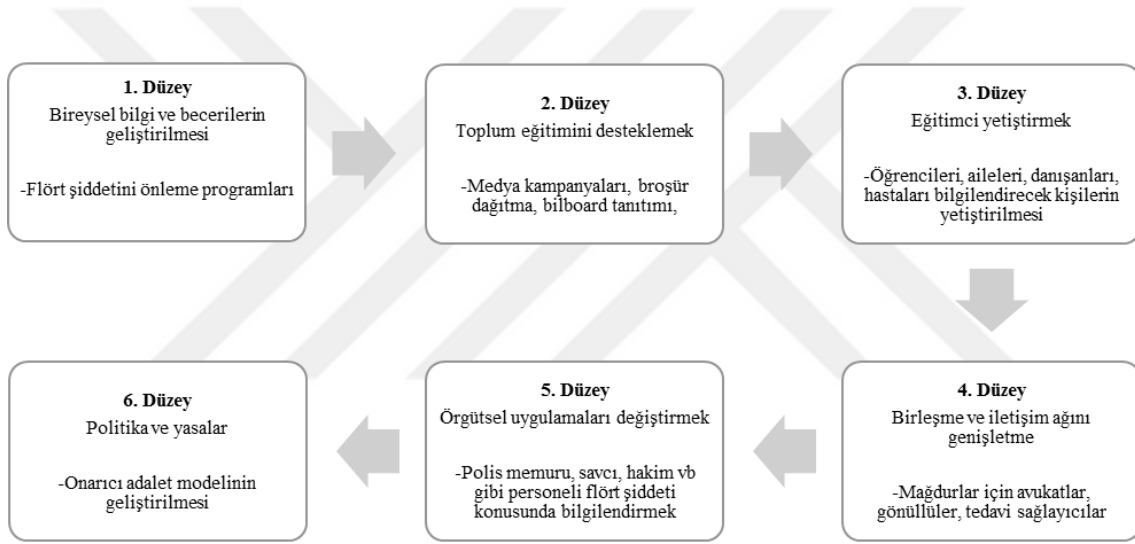 1. Düzey
Bireysel bilgi ve becerilerin
geliştirilmesi
-Flört şiddetini önleme programları
2. Düzey
Toplum eğitimini desteklemek
-Medya kampanyaları, broşür
dağıtma, bilboard tanıtımı,
3. Düzey
Eğitimci yetiştirmek
-Öğrencileri, aileleri, danışanları,
hastaları bilgilendirecek kişilerin
yetiştirilmesi
4. Düzey
Birleşme ve iletişim ağını
genişletme
-Mağdurlar için avukatlar,
gönüllüler, tedavi sağlayıcılar
5. Düzey
Örgütsel uygulamaları değiştirmek
-Polis memuru, savcı, hakim vb
gibi personeli flört şiddeti
konusunda bilgilendirmek
6. Düzey
Politika ve yasalar
-Onarıcı adalet modelinin
geliştirilmesi